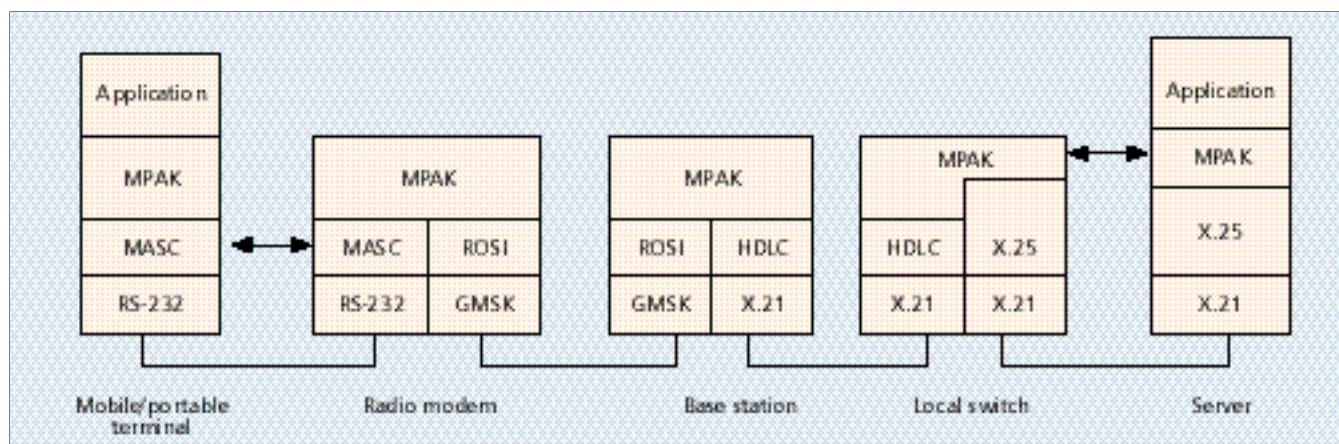 Application
MPAK
MASC
RS-232
Mobile/portable
terminal
MPAK
MASC
ROSI
RS-232
GMSK
Radio modem
MPAK
ROSI
HDLC
GMSK
X.21
Base station
MPAK
HDLC
X.25
X.21
X.21
Local switch
Application
MPAK
X.25
X.21
Server